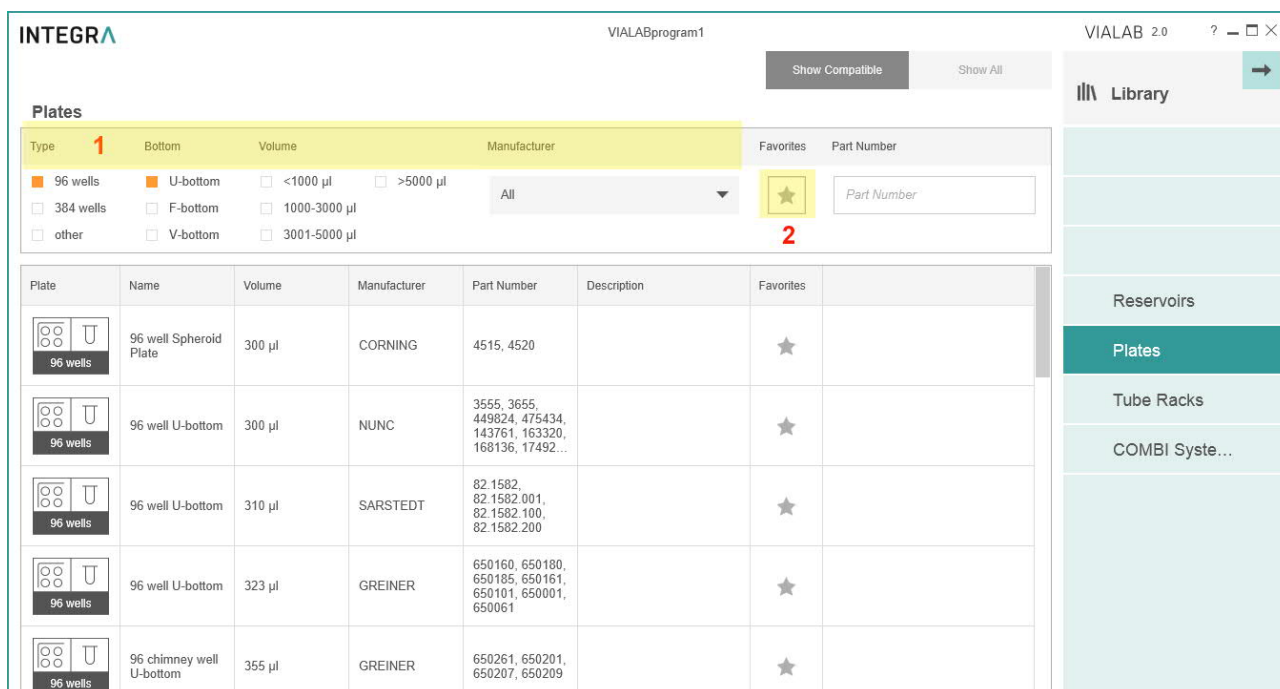 INTEGRA
VIALABprogram1
VIALAB 2.0
?
Show Compatible
Show All
Library
Plates
Type
1
Bottom
Volume
Manufacturer
Favorites
Part Number
96 wells
U-bottom
<1000 µl
>5000 µl
All
Part Number
384 wells
F-bottom
1000-3000 µl
other
V-bottom
3001-5000 µl
2
Plate
Name
Volume
Manufacturer
Part Number
Description
Favorites
96 wells
96 well Spheroid
Plate
300 µl
CORNING
4515, 4520
96 wells
96 well U-bottom
300 µl
NUNC
3555, 3655,
449824, 475434,
143761, 163320,
168136, 17492...
96 wells
96 well U-bottom
310 µl
SARSTEDT
82.1582,
82.1582.001,
82.1582.100,
82.1582.200
96 wells
96 well U-bottom
323 µl
GREINER
650160, 650180,
650185, 650161,
650101, 650001,
650061
96 wells
96 chimney well
U-bottom
355 µl
GREINER
650261, 650201,
650207, 650209
Reservoirs
Plates
Tube Racks
COMBI Syste...